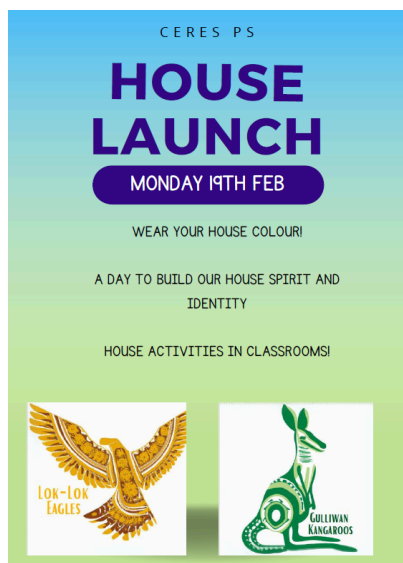 CERES PS
HOUSE
LAUNCH
MONDAY 19TH FEB
WEAR YOUR HOUSE COLOUR!
A DAY TO BUILD OUR HOUSE SPIRIT AND
IDENTITY
HOUSE ACTIVITIES IN CLASSROOMS!
LOK-LOK
EAGLES
GULLIWAN
KANGAROOS